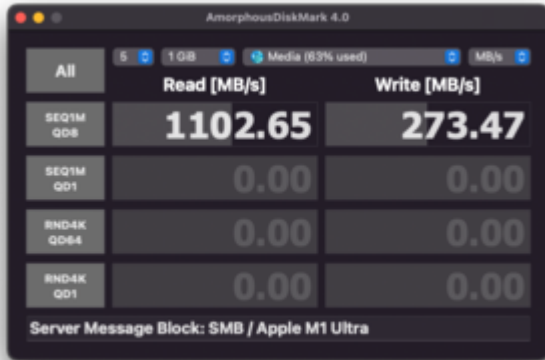 AmorphousDiskMark 4.0
All
5 1 GiB Media (63% used) MB/s
Read [MB/s] Write [MB/s]
SEQ1M
QD8
1102.65 273.47
SEQ1M
QD1
0.00 0.00
RND4K
QD64
0.00 0.00
RND4K
QD1
0.00 0.00
Server Message Block: SMB / Apple M1 Ultra